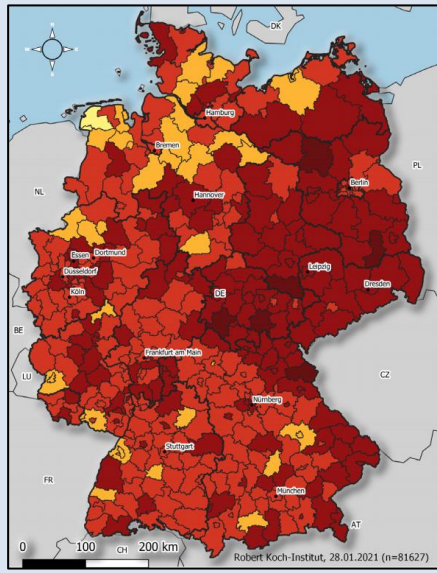 DK
Hamburg
Bremen
PL
Berlin
NL
Hannover
Essen
Dortmund
Düsseldorf
Leipzig
Köln
Dresden
DE
BE
Frankfurt am Main
LU
CZ
Nürnberg
Stuttgart
FR
München
AT
CH
0 100 200 km
Robert Koch-Institut, 28.01.2021 (n=81627)